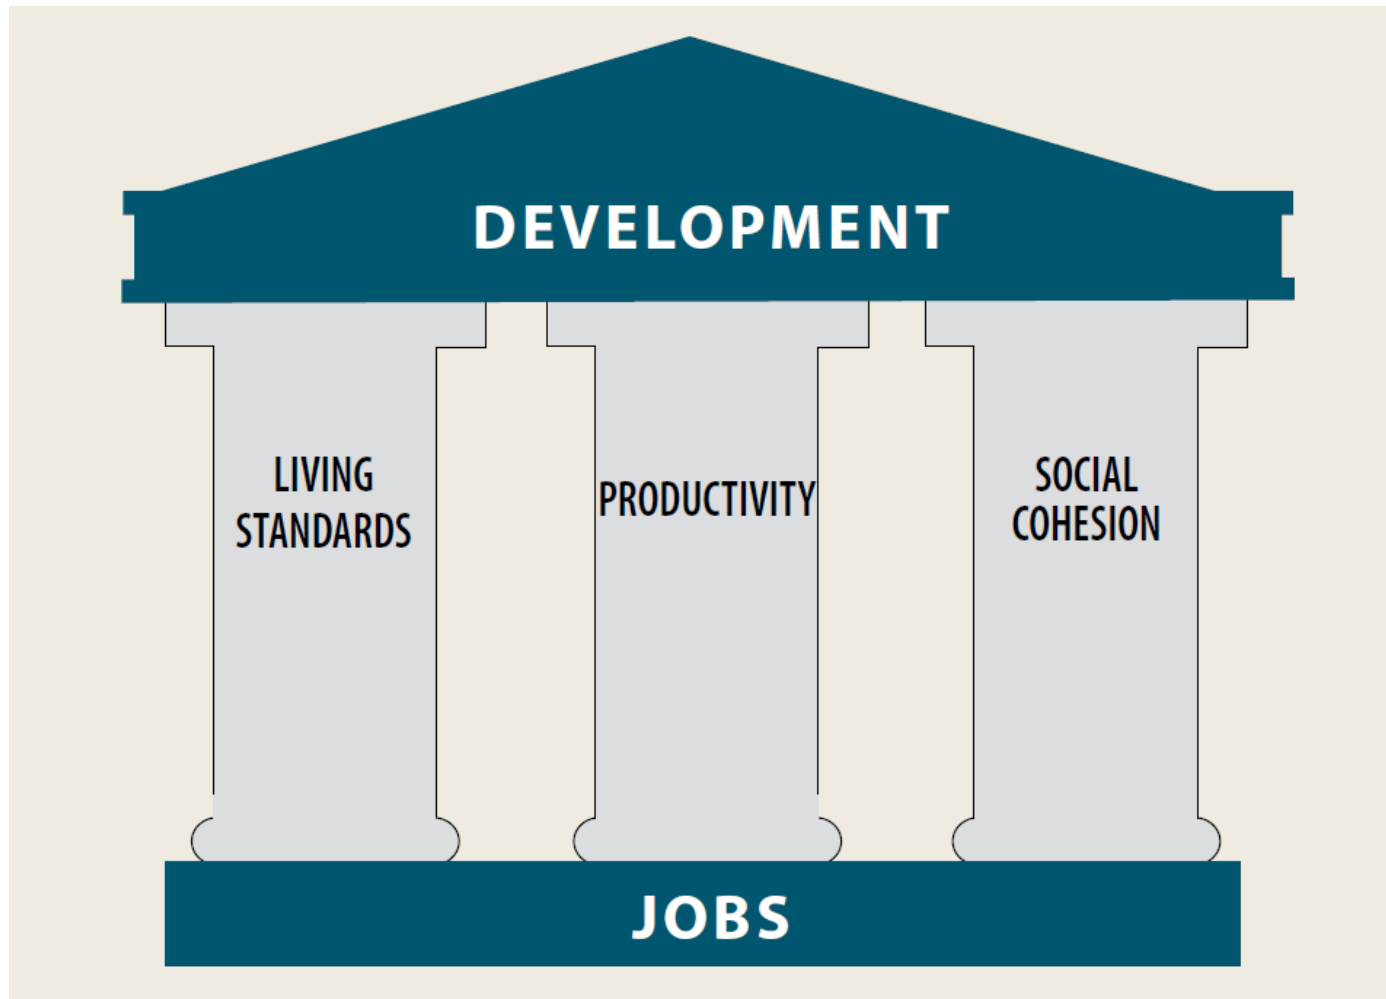 DEVELOPMENT
LIVING
STANDARDS
PRODUCTIVITY
SOCIAL
COHESION
JOBS